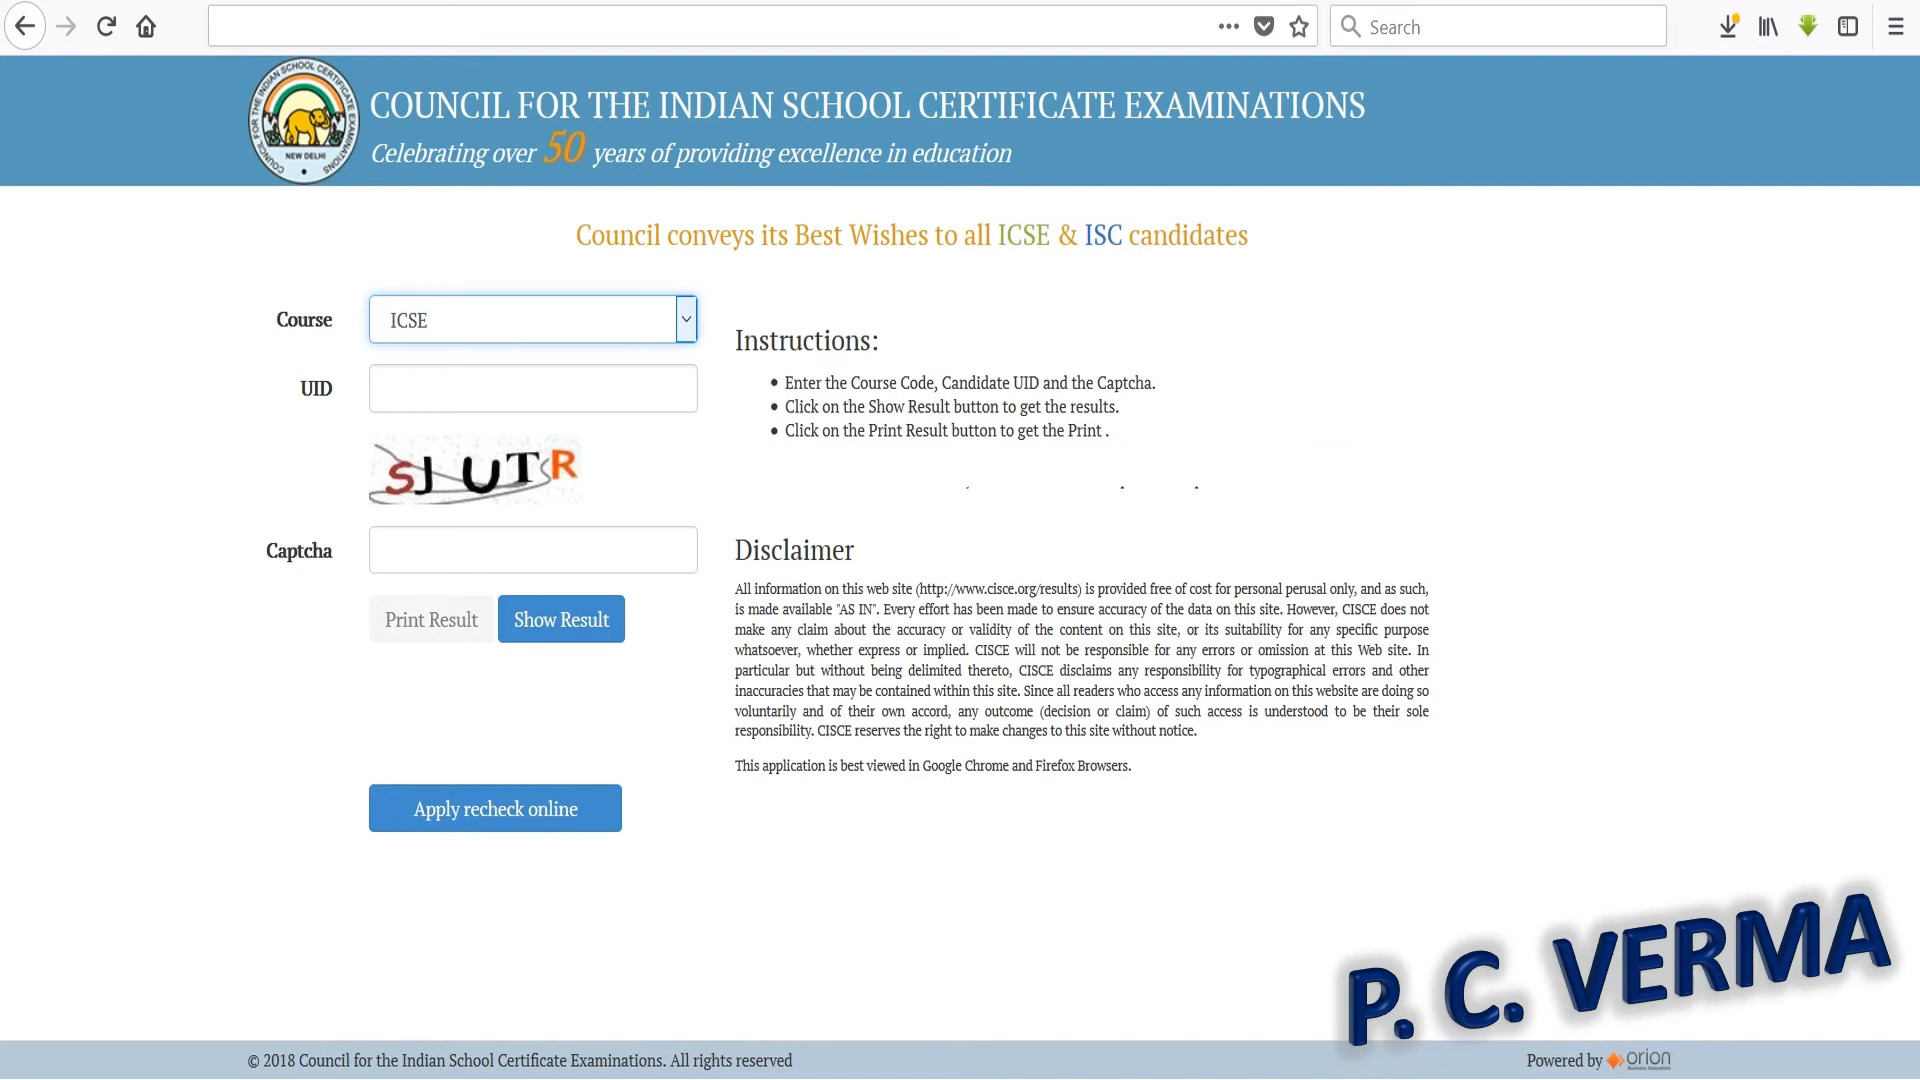 Search
COUNCIL FOR THE INDIAN SCHOOL CERTIFICATE EXAMINATIONS
NEW DELHI
COUNCIL FOR THE INDIAN SCHOOL CERTIFICATE EXAMINATIONS
Celebrating over 50 years of providing excellence in education
Council conveys its Best Wishes to all ICSE & ISC candidates
Course
ICSE
UID
SJUTR
Captcha
Print Result
Show Result
Apply recheck online
Instructions:
• Enter the Course Code, Candidate UID and the Captcha.
• Click on the Show Result button to get the results.
• Click on the Print Result button to get the Print .
Disclaimer
All information on this web site (http://www.cisce.org/results) is provided free of cost for personal perusal only, and as such,
is made available "AS IN". Every effort has been made to ensure accuracy of the data on this site. However, CISCE does not
make any claim about the accuracy or validity of the content on this site, or its suitability for any specific purpose
whatsoever, whether express or implied. CISCE will not be responsible for any errors or omission at this Web site. In
particular but without being delimited thereto, CISCE disclaims any responsibility for typographical errors and other
inaccuracies that may be contained within this site. Since all readers who access any information on this website are doing so
voluntarily and of their own accord, any outcome (decision or claim) of such access is understood to be their sole
responsibility. CISCE reserves the right to make changes to this site without notice.
This application is best viewed in Google Chrome and Firefox Browsers.
P. C. VERMA
© 2018 Council for the Indian School Certificate Examinations. All rights reserved
Powered by orion
Business Innovation